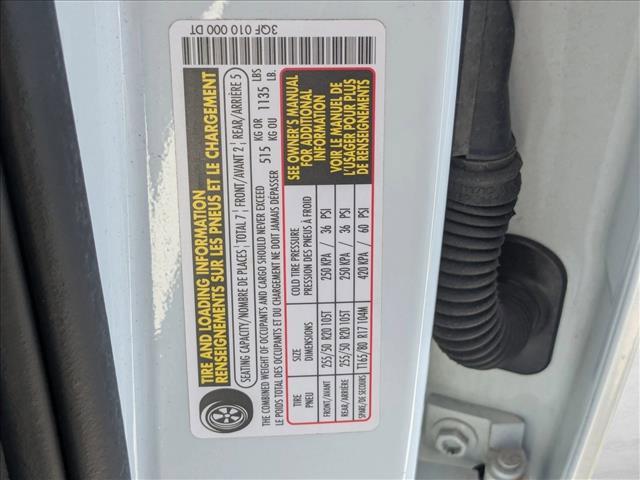 3QF 010 000 DT
TIRE AND LOADING INFORMATION
RENSEIGNEMENTS SUR LES PNEUS ET LE CHARGEMENT
SEATING CAPACITY/NOMBRE DE PLACES TOTAL 7 FRONT/AVANT 2 REAR/ARRIÈRE 5
THE COMBINED WEIGHT OF OCCUPANTS AND CARGO SHOULD NEVER EXCEED 515 KG OR 1135 LBS
LE POIDS TOTAL DES OCCUPANTS ET DU CHARGEMENT NE DOIT JAMAIS DÉPASSER KG OU LB.
TIRE SIZE COLD TIRE PRESSURE
PNEU DIMENSIONS PRESSION DES PNEUS À FROID
FRONT/AVANT 255/50 R20 105T 250 KPA / 36 PSI
REAR/ARRIÈRE 255/50 R20 105T 250 KPA / 36 PSI
SPARE/DE SECOURS T165/80 R17 104M 420 KPA / 60 PSI
SEE OWNER'S MANUAL
FOR ADDITIONAL
INFORMATION
VOIR LE MANUEL DE
L'USAGER POUR PLUS
DE RENSEIGNEMENTS